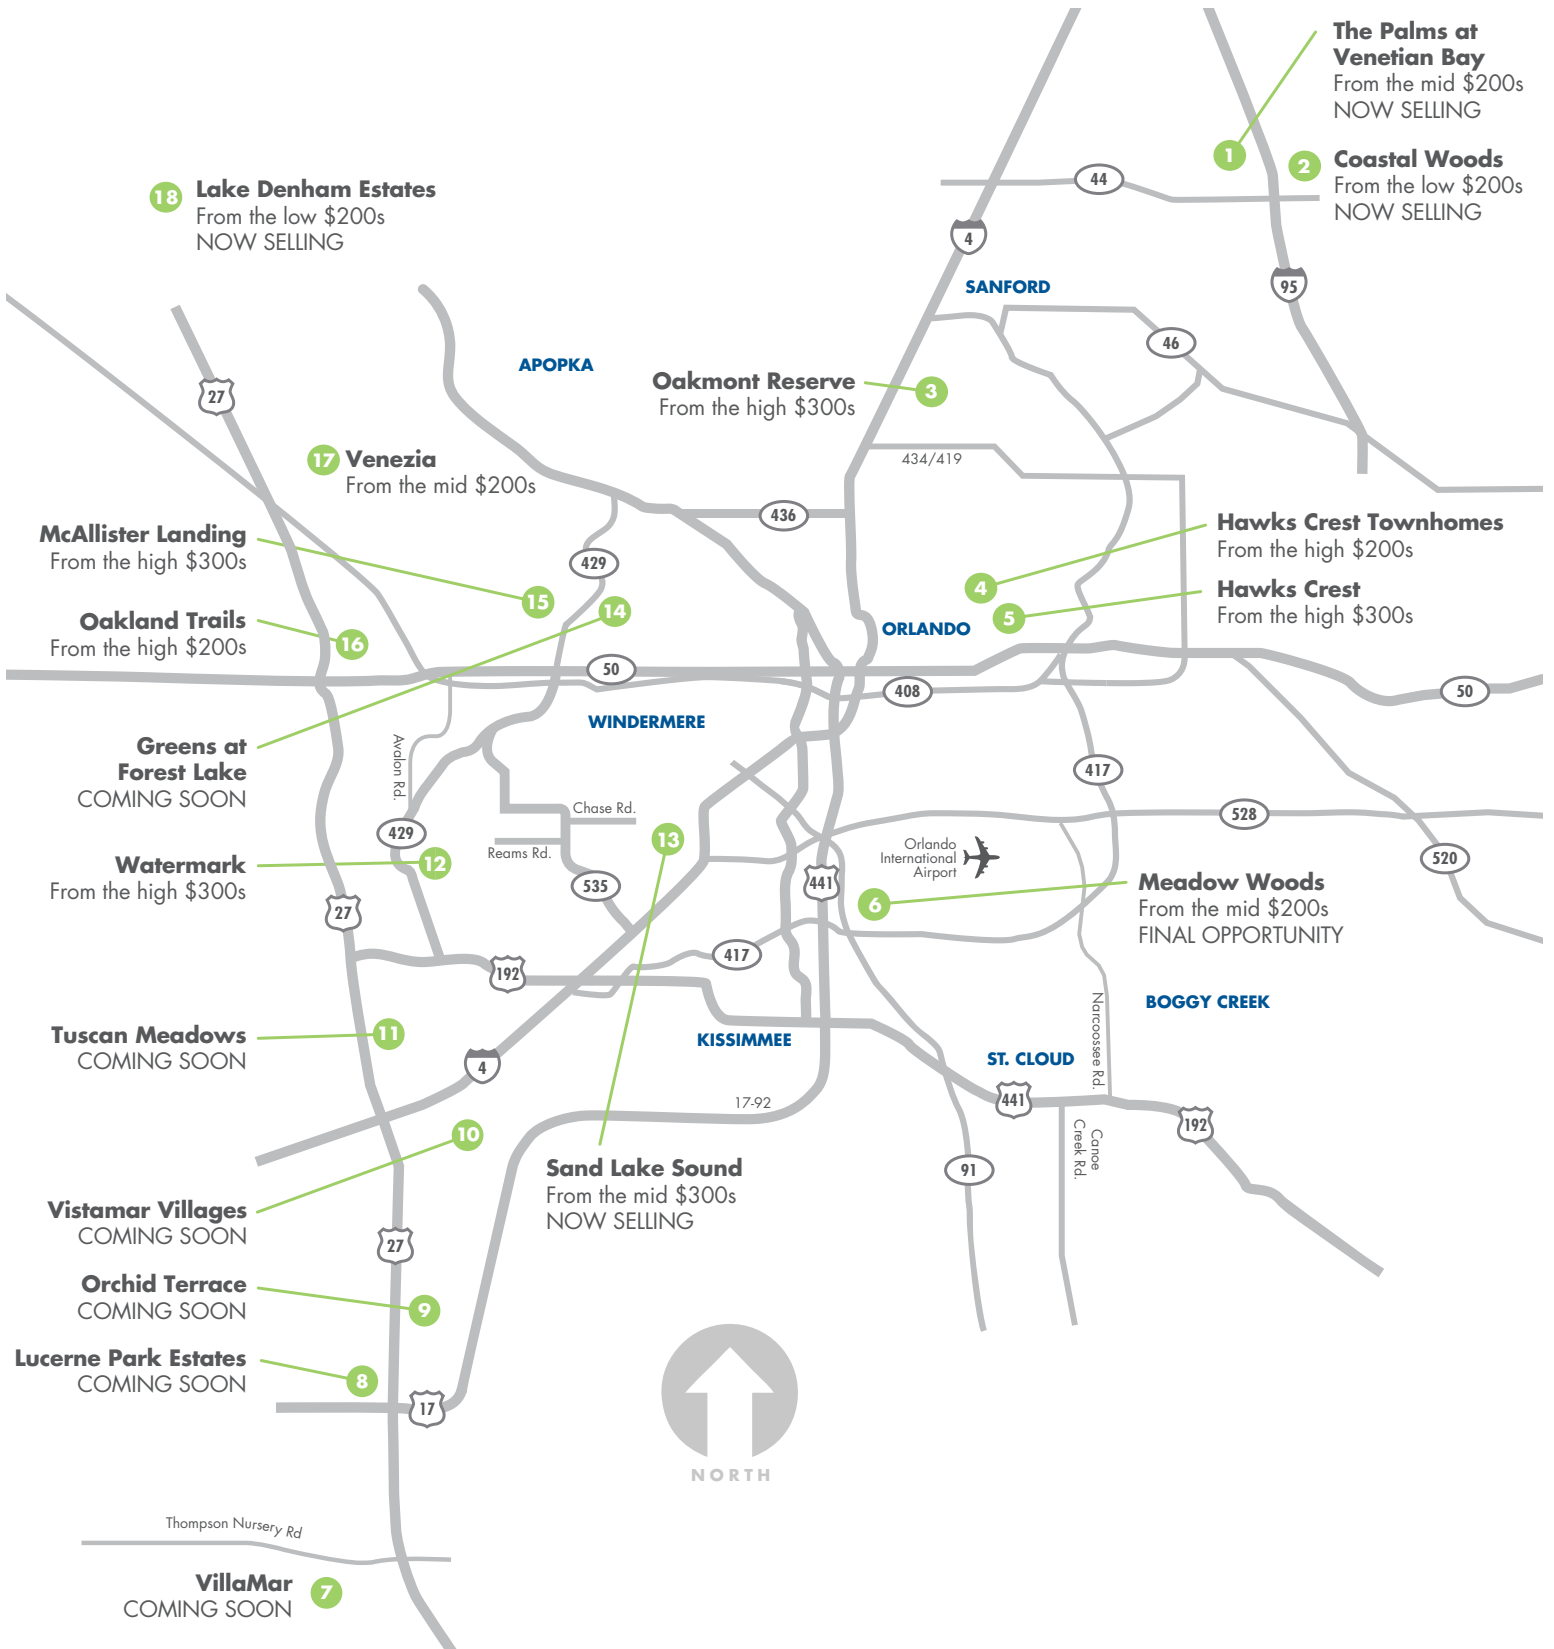 The Palms at
Venetian Bay
From the mid $200s
NOW SELLING
1
2
Coastal Woods
From the low $200s
NOW SELLING
44
18
Lake Denham Estates
From the low $200s
NOW SELLING
4
SANFORD
95
46
27
APOPKA
Oakmont Reserve
From the high $300s
3
434/419
17
Venezia
From the mid $200s
436
McAllister Landing
From the high $300s
429
Hawks Crest Townhomes
From the high $200s
4
15
14
Hawks Crest
From the high $300s
5
Oakland Trails
From the high $200s
16
ORLANDO
50
408
50
WINDERMERE
Greens at
Forest Lake
COMING SOON
Avalon Rd.
417
Chase Rd.
528
429
Reams Rd.
13
Orlando
International
Airport
520
Watermark
From the high $300s
12
535
441
6
Meadow Woods
From the mid $200s
FINAL OPPORTUNITY
27
417
192
BOGGY CREEK
Narcoossee Rd.
Tuscan Meadows
COMING SOON
11
KISSIMMEE
ST. CLOUD
4
17-92
441
192
10
Canoe
Creek Rd.
91
Sand Lake Sound
From the mid $300s
NOW SELLING
Vistamar Villages
COMING SOON
27
Orchid Terrace
COMING SOON
9
Lucerne Park Estates
COMING SOON
8
17
NORTH
Thompson Nursery Rd
VillaMar
COMING SOON
7